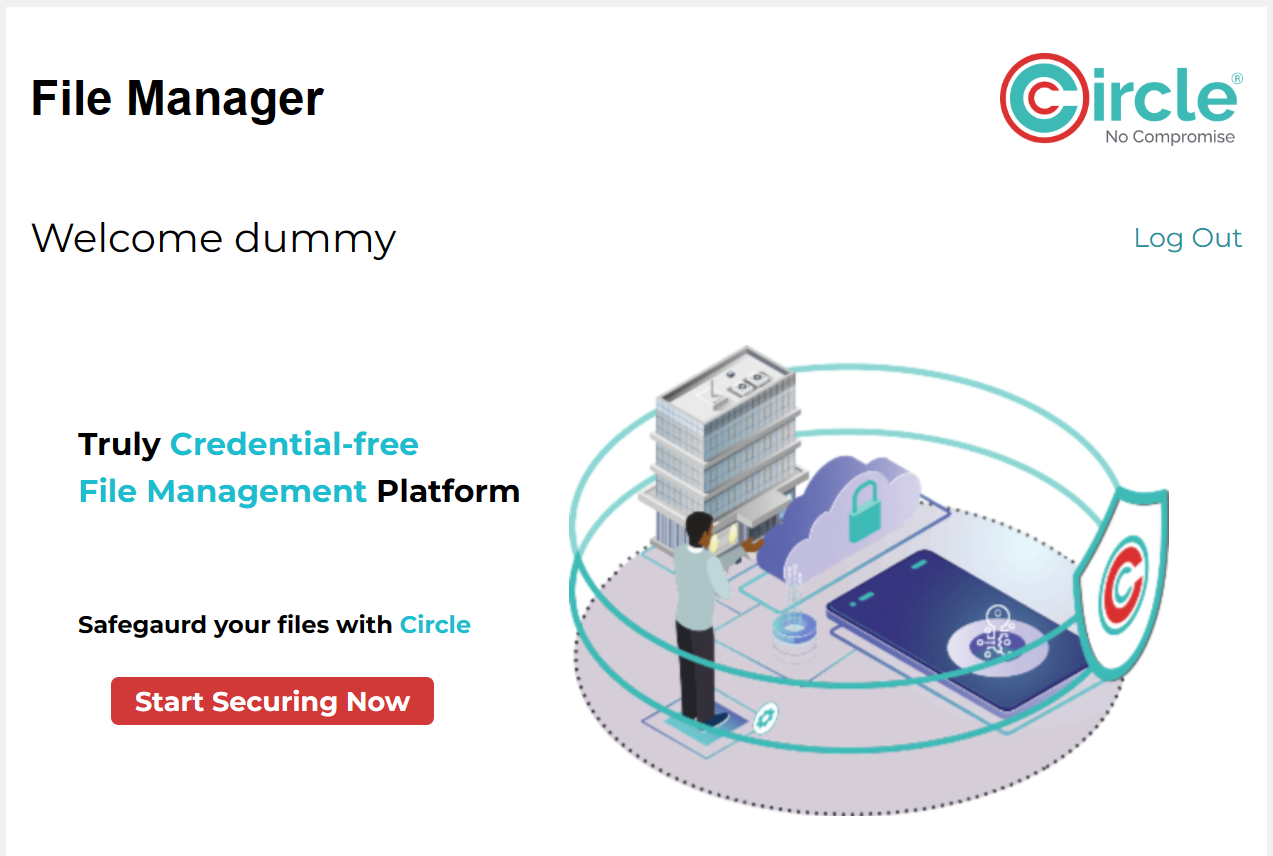 File Manager
Circle®
No Compromise
Welcome dummy
Log Out
Truly Credential-free
File Management Platform
Safegaurd your files with Circle
Start Securing Now